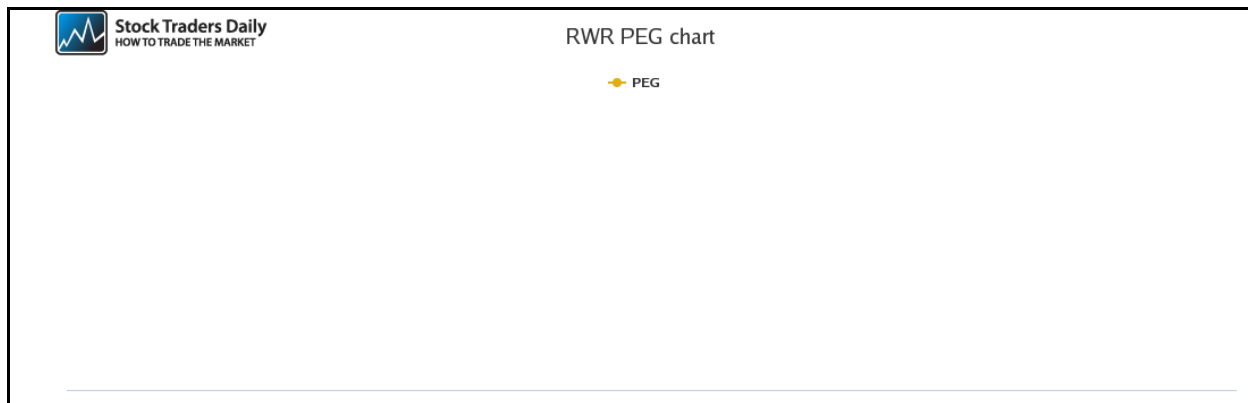 Stock Traders Daily
HOW TO TRADE THE MARKET
RWR PEG chart
PEG